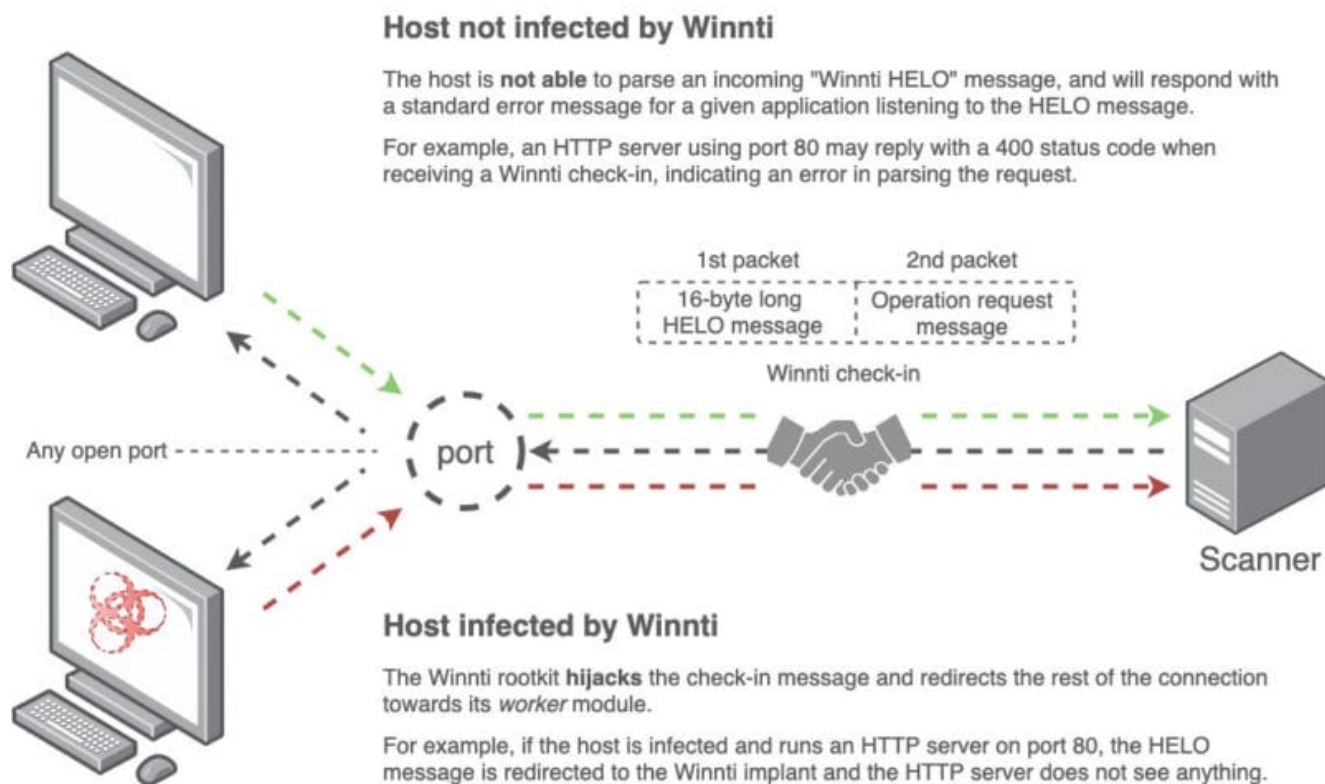 Host not infected by Winnti
The host is not able to parse an incoming "Winnti HELO" message, and will respond with
a standard error message for a given application listening to the HELO message.
For example, an HTTP server using port 80 may reply with a 400 status code when
receiving a Winnti check-in, indicating an error in parsing the request.
1st packet
2nd packet
16-byte long
HELO message
Operation request
message
Winnti check-in
Any open port
port
Scanner
Host infected by Winnti
The Winnti rootkit hijacks the check-in message and redirects the rest of the connection
towards its worker module.
For example, if the host is infected and runs an HTTP server on port 80, the HELO
message is redirected to the Winnti implant and the HTTP server does not see anything.